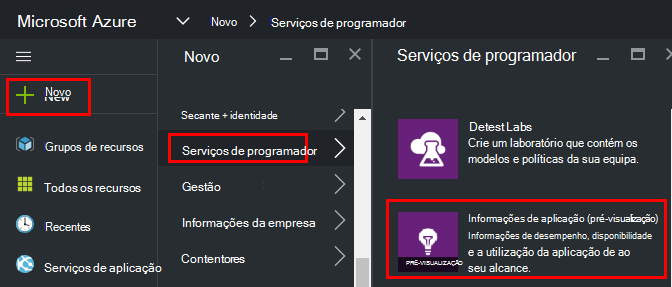 Microsoft Azure
Novo
Serviços de programador
Novo
Grupos de recursos
Todos os recursos
Recentes
Serviços de aplicação
Novo
Secante + identidade
Serviços de programador
Gestão
Informações da empresa
Contentores
Serviços de programador
Detest Labs
Crie um laboratório que contém os
modelos e políticas da sua equipa.
PRÉ-VISUALIZAÇÃO
Informações de aplicação (pré-visualização)
Informações de desempenho, disponibilidade
e a utilização da aplicação de ao
seu alcance.